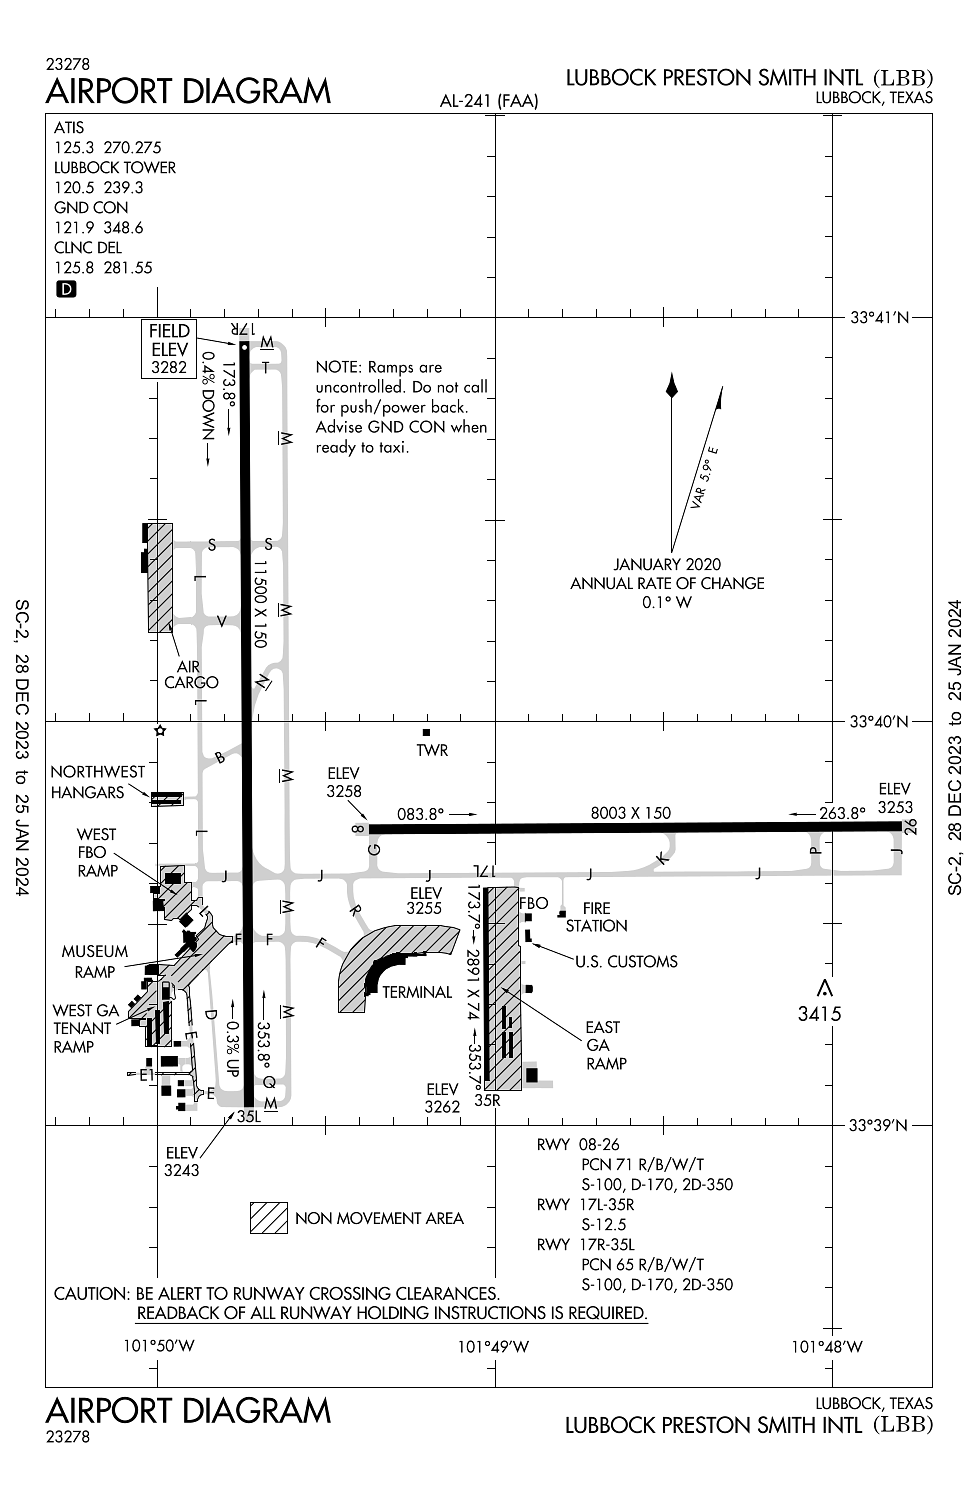 23278
AIRPORT DIAGRAM
AL-241 (FAA)
LUBBOCK PRESTON SMITH INTL (LBB)
LUBBOCK, TEXAS
ATIS
125.3 270.275
LUBBOCK TOWER
120.5 239.3
GND CON
121.9 348.6
CLNC DEL
125.8 281.55
D
33°41'N
FIELD
ELEV
3282
17R
M
T
0.4% DOWN
173.8°
M
NOTE: Ramps are
uncontrolled. Do not call
for push/power back.
Advise GND CON when
ready to taxi.
VAR 5.9° E
JANUARY 2020
ANNUAL RATE OF CHANGE
0.1° W
S
S
L
11500 X 150
M
V
AIR
CARGO
N
L
SC-2, 28 DEC 2023 to 25 JAN 2024
SC-2, 28 DEC 2023 to 25 JAN 2024
33°40'N
TWR
B
M
NORTHWEST
HANGARS
ELEV
3258
ELEV
3253
083.8°
8003 X 150
263.8°
8
26
L
WEST
FBO
RAMP
G
K
P
J
J
J
J
J
J
17L
L
M
R
ELEV
3255
173.7°
FBO
FIRE
STATION
F
F
F
MUSEUM
RAMP
U.S. CUSTOMS
2891 X 74
TERMINAL
3415
WEST GA
TENANT
RAMP
D
M
E
0.3% UP
353.8°
EAST
GA
RAMP
353.7°
E1
E
Q
M
35L
ELEV
3262
35R
33°39'N
ELEV
3243
RWY 08-26
PCN 71 R/B/W/T
S-100, D-170, 2D-350
RWY 17L-35R
S-12.5
RWY 17R-35L
PCN 65 R/B/W/T
S-100, D-170, 2D-350
NON MOVEMENT AREA
CAUTION: BE ALERT TO RUNWAY CROSSING CLEARANCES.
READBACK OF ALL RUNWAY HOLDING INSTRUCTIONS IS REQUIRED.
101°50'W
101°49'W
101°48'W
AIRPORT DIAGRAM
23278
LUBBOCK, TEXAS
LUBBOCK PRESTON SMITH INTL (LBB)